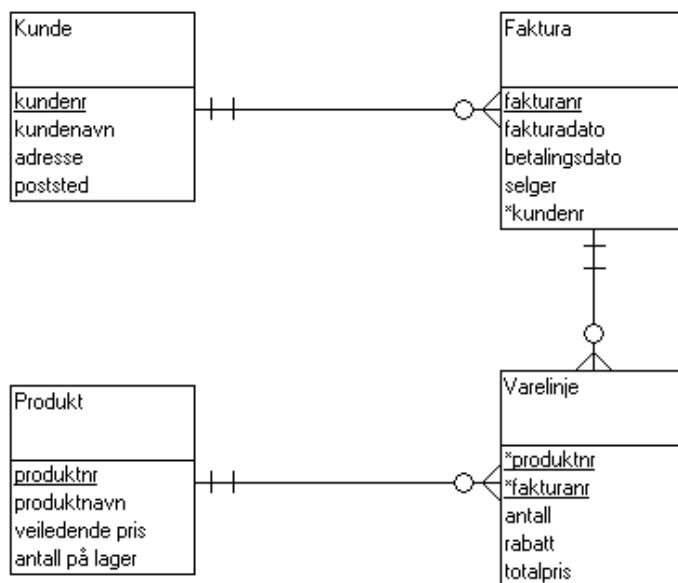 Kunde
kundenr
kundenavn
adresse
poststed
Faktura
fakturanr
fakturadato
betalingsdato
selger
*kundenr
Produkt
produktnr
produktnavn
veiledende pris
antall på lager
Varelinje
*produktnr
*fakturanr
antall
rabatt
totalpris